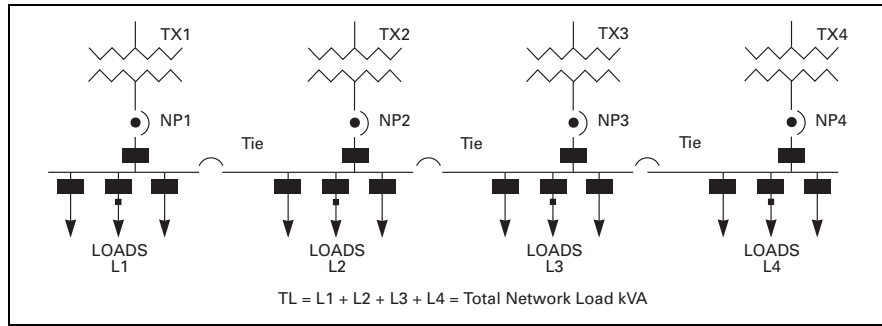 TX1 TX2 TX3 TX4
NP1 NP2 NP3 NP4
Tie Tie Tie
LOADS LOADS LOADS LOADS
L1 L2 L3 L4
TL = L1 + L2 + L3 + L4 = Total Network Load kVA